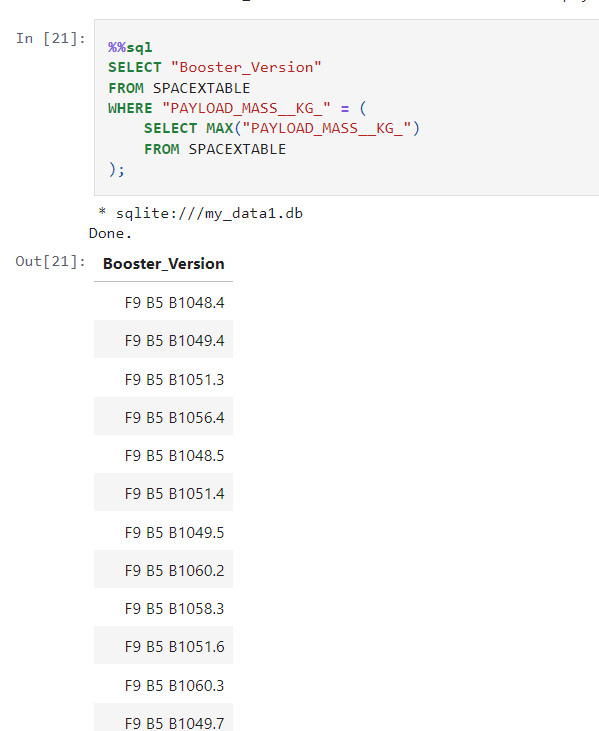 In [21]:
%%sql
SELECT "Booster_Version"
FROM SPACEXTABLE
WHERE "PAYLOAD_MASS__KG_" = (
    SELECT MAX("PAYLOAD_MASS__KG_")
    FROM SPACEXTABLE
);
* sqlite:///my_data1.db
Done.
Out[21]:
Booster_Version
F9 B5 B1048.4
F9 B5 B1049.4
F9 B5 B1051.3
F9 B5 B1056.4
F9 B5 B1048.5
F9 B5 B1051.4
F9 B5 B1049.5
F9 B5 B1060.2
F9 B5 B1058.3
F9 B5 B1051.6
F9 B5 B1060.3
F9 B5 B1049.7